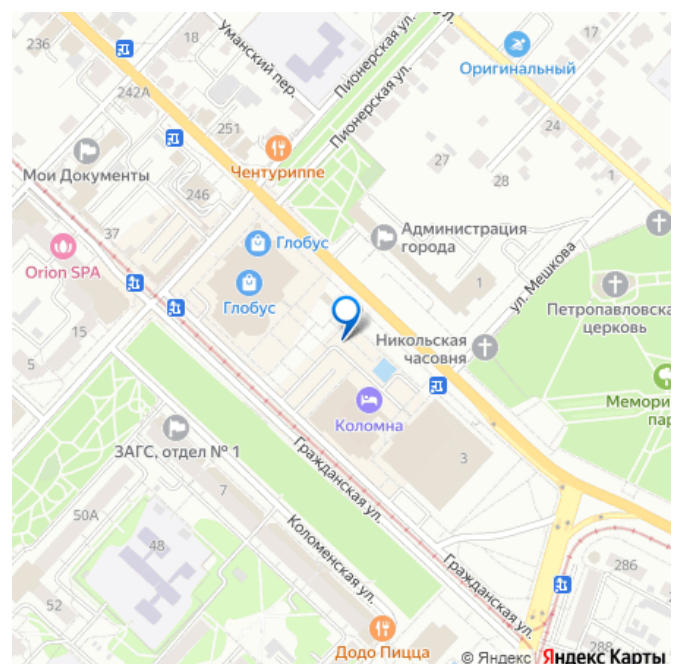 236
18
Уманский пер.
Пионерская ул.
ул.
17
Оригинальный
242А
Пионерская ул.
251
24
Чентуриппе
27
Мои Документы
28
1
246
37
Глобус
Администрация
города
Orion SPA
ул. Мешкова
Глобус
1
Петропавловска
церковь
15
Никольская
часовня
5
Мемори
пар
Коломна
ЗАГС, отдел № 1
Гражданская ул.
3
7
50А
48
Коломенская ул.
Гражданская ул.
286
52
288
Додо Пицца
© Яндекс Яндекс Карты